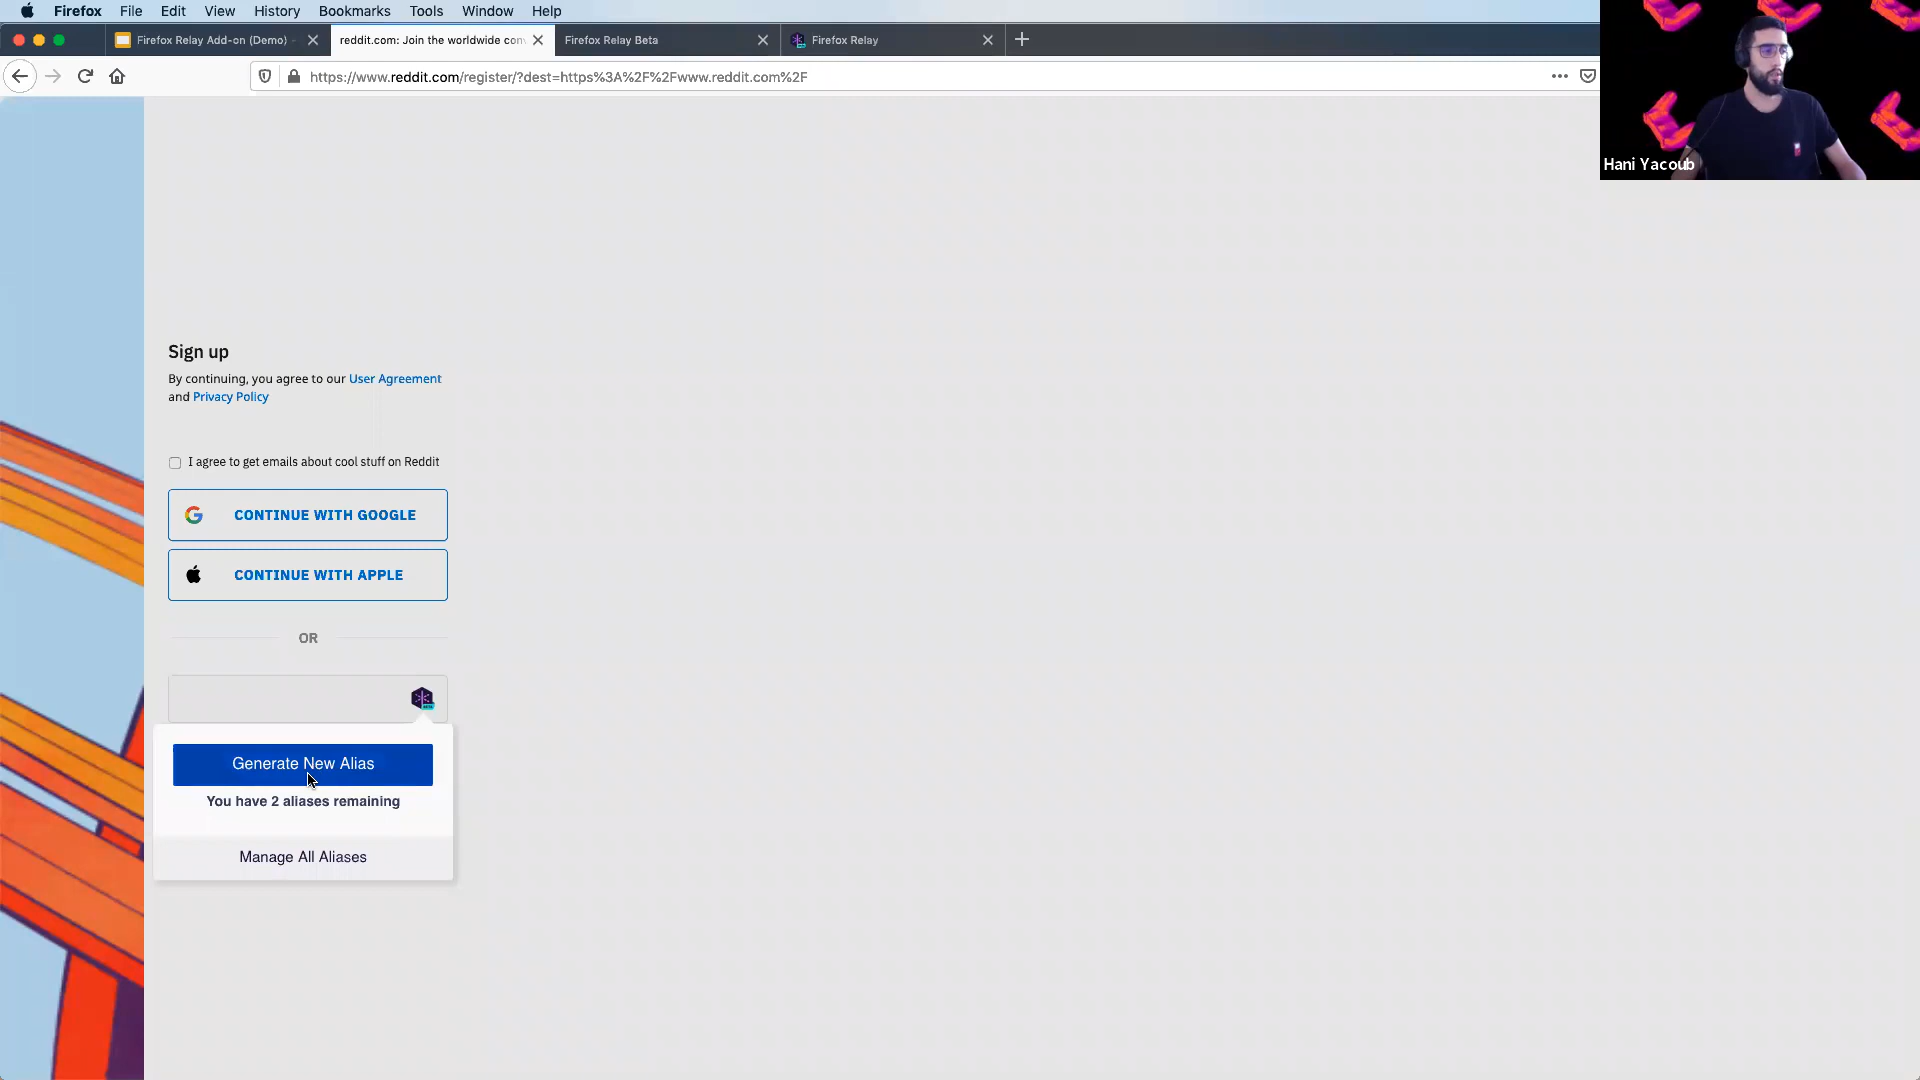 Firefox File Edit View History Bookmarks Tools Window Help
Firefox Relay Add-on (Demo) -
reddit.com: Join the worldwide con
Firefox Relay Beta
Firefox Relay
https://www.reddit.com/register/?dest=https%3A%2F%2Fwww.reddit.com%2F
Hani Yacoub
Sign up
By continuing, you agree to our User Agreement
and Privacy Policy
I agree to get emails about cool stuff on Reddit
CONTINUE WITH GOOGLE
CONTINUE WITH APPLE
OR
Generate New Alias
You have 2 aliases remaining
Manage All Aliases